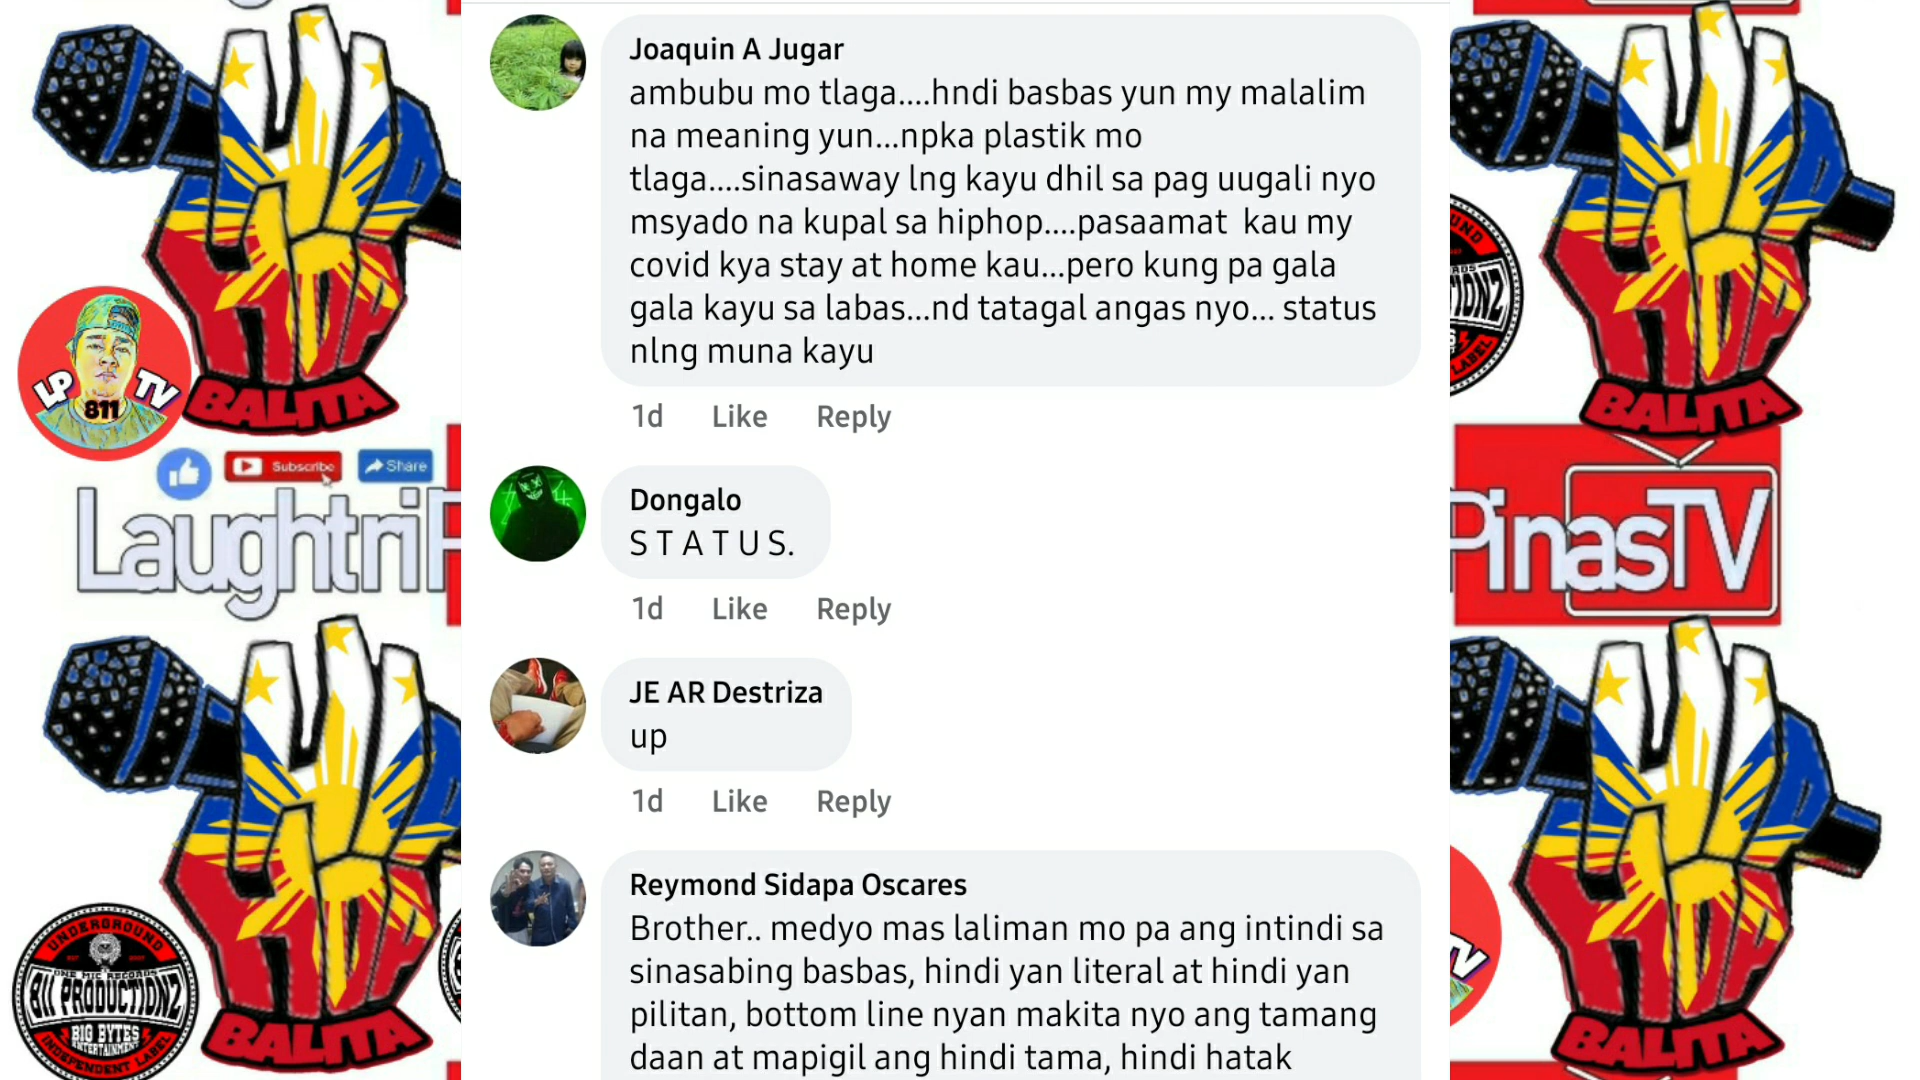 Joaquin A Jugar
ambubu mo tlaga....hndi basbas yun my malalim
na meaning yun...npka plastik mo
tlaga....sinasaway lng kayu dhil sa pag uugali nyo
msyado na kupal sa hiphop....pasaamat  kau my
covid kya stay at home kau...pero kung pa gala
gala kayu sa labas...nd tatagal angas nyo... status
nlng muna kayu
1d Like Reply
Dongalo
S T A T U S.
1d Like Reply
JE AR Destriza
up
1d Like Reply
Reymond Sidapa Oscares
Brother.. medyo mas laliman mo pa ang intindi sa
sinasabing basbas, hindi yan literal at hindi yan
pilitan, bottom line nyan makita nyo ang tamang
daan at mapigil ang hindi tama, hindi hatak
BALITA
LP TV
811
Subscribe
Share
LaughtriP
BALITA
UNDERGROUND
ONE MIC RECORDS
8II PRODUCTIONZ
BIG BYTES
ENTERTAINMENT
INDEPENDENT LABEL
BALITA
LABEL
PinasTV
TV
BALITA